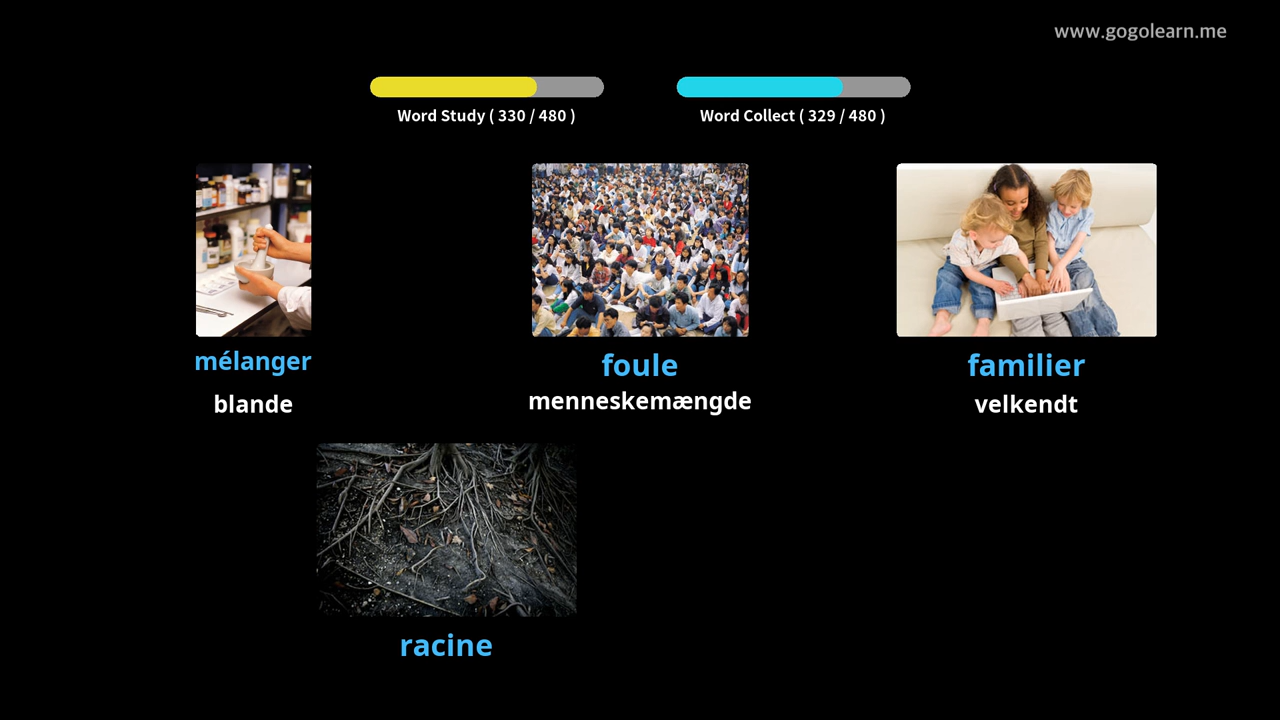 www.gogolearn.me
Word Study ( 330 / 480 )
Word Collect ( 329 / 480 )
mélanger
blande
foule
menneskemængde
familier
velkendt
racine